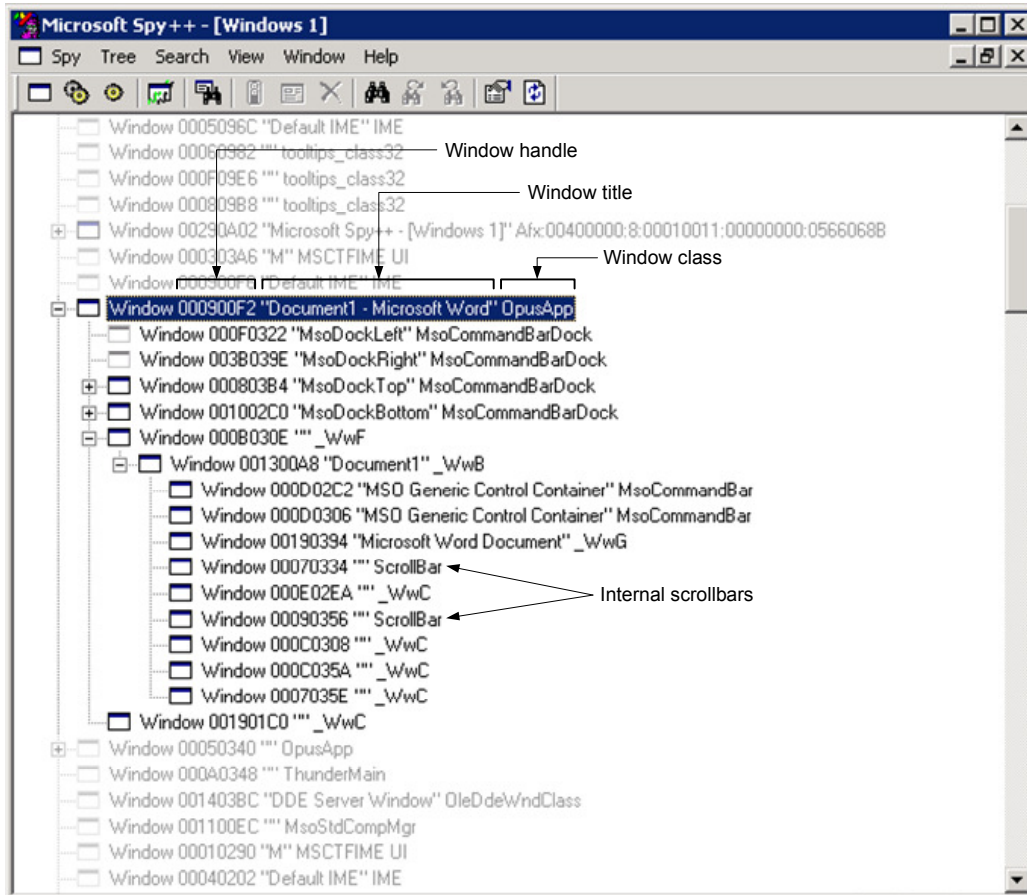 Microsoft Spy++ - [Windows 1]
Spy Tree Search View Window Help
Window 0005096C "Default IME" IME
Window 00060982 "" tooltips_class32
Window handle
Window 000F09E6 "" tooltips_class32
Window title
Window 000809B8 "" tooltips_class32
Window 00290A02 "Microsoft Spy++ - [Windows 1]" Afx:00400000:8:00010011:00000000:0566068B
Window 000303A6 "M" MSCTFIME UI
Window class
Window 000900F8 "Default IME" IME
Window 000900F2 "Document1 - Microsoft Word" OpusApp
Window 000F0322 "MsoDockLeft" MsoCommandBarDock
Window 003B039E "MsoDockRight" MsoCommandBarDock
Window 000803B4 "MsoDockTop" MsoCommandBarDock
Window 001002C0 "MsoDockBottom" MsoCommandBarDock
Window 000B030E "" _WwF
Window 001300A8 "Document1" _WwB
Window 000D02C2 "MSO Generic Control Container" MsoCommandBar
Window 000D0306 "MSO Generic Control Container" MsoCommandBar
Window 00190394 "Microsoft Word Document" _WwG
Window 00070334 "" ScrollBar
Window 000E02EA "" _WwC
Internal scrollbars
Window 00090356 "" ScrollBar
Window 000C0308 "" _WwC
Window 000C035A "" _WwC
Window 0007035E "" _WwC
Window 001901C0 "" _WwC
Window 00050340 "" OpusApp
Window 000A0348 "" ThunderMain
Window 001403BC "DDE Server Window" OleDdeWndClass
Window 001100EC "" MsoStdCompMgr
Window 00010290 "M" MSCTFIME UI
Window 00040202 "Default IME" IME